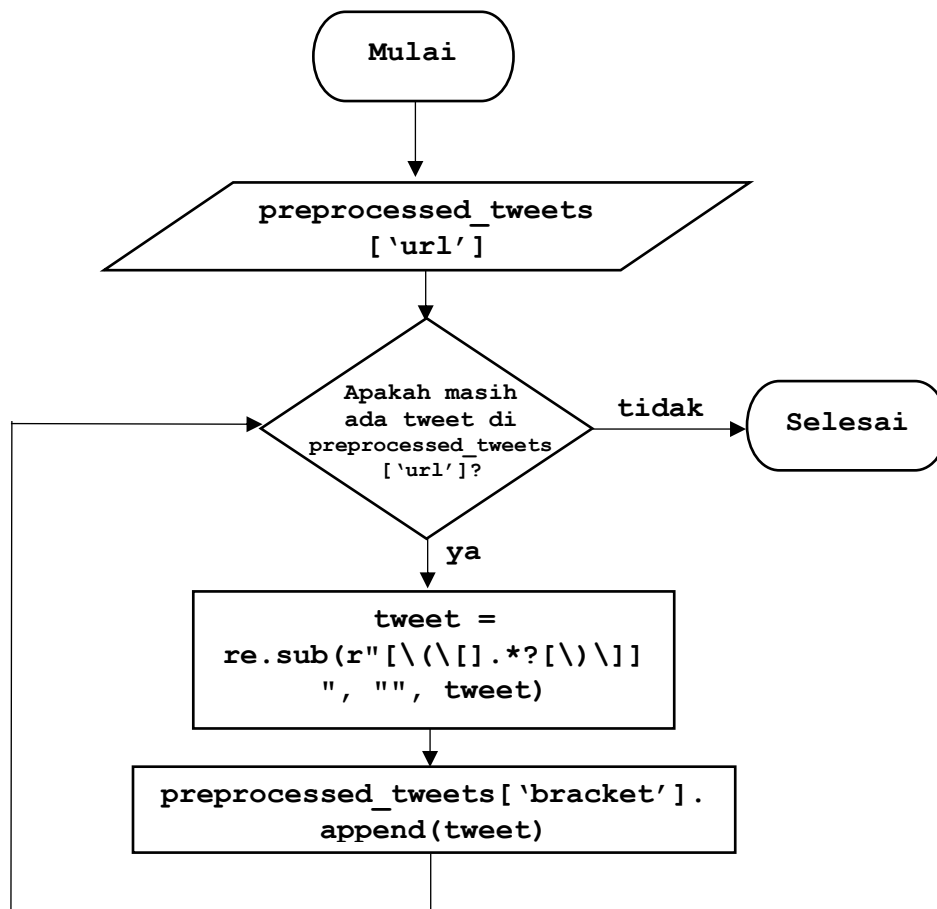 Mulai
preprocessed_tweets
[‘url’]
Apakah masih
ada tweet di
preprocessed_tweets
[‘url’]?
tidak
Selesai
ya
tweet =
re.sub(r"[\(\[].*?[\)\]]
", "", tweet)
preprocessed_tweets[‘bracket’].
append(tweet)